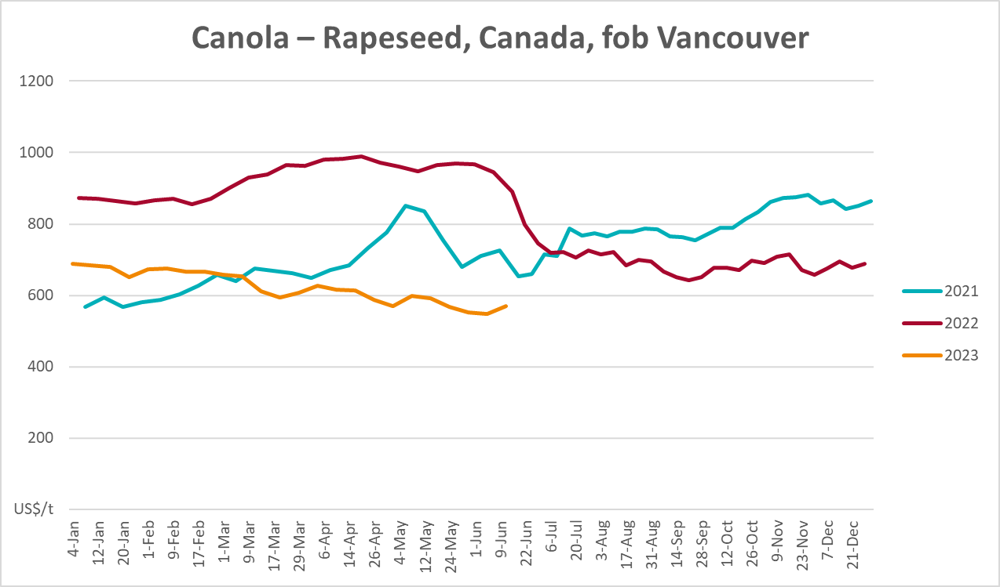 Canola – Rapeseed, Canada, fob Vancouver
1200
1000
800
600
400
200
US$/t
4-Jan
12-Jan
20-Jan
1-Feb
9-Feb
17-Feb
1-Mar
9-Mar
17-Mar
29-Mar
6-Apr
14-Apr
26-Apr
4-May
12-May
24-May
1-Jun
9-Jun
22-Jun
6-Jul
20-Jul
3-Aug
17-Aug
31-Aug
14-Sep
28-Sep
12-Oct
26-Oct
9-Nov
23-Nov
7-Dec
21-Dec
2021
2022
2023